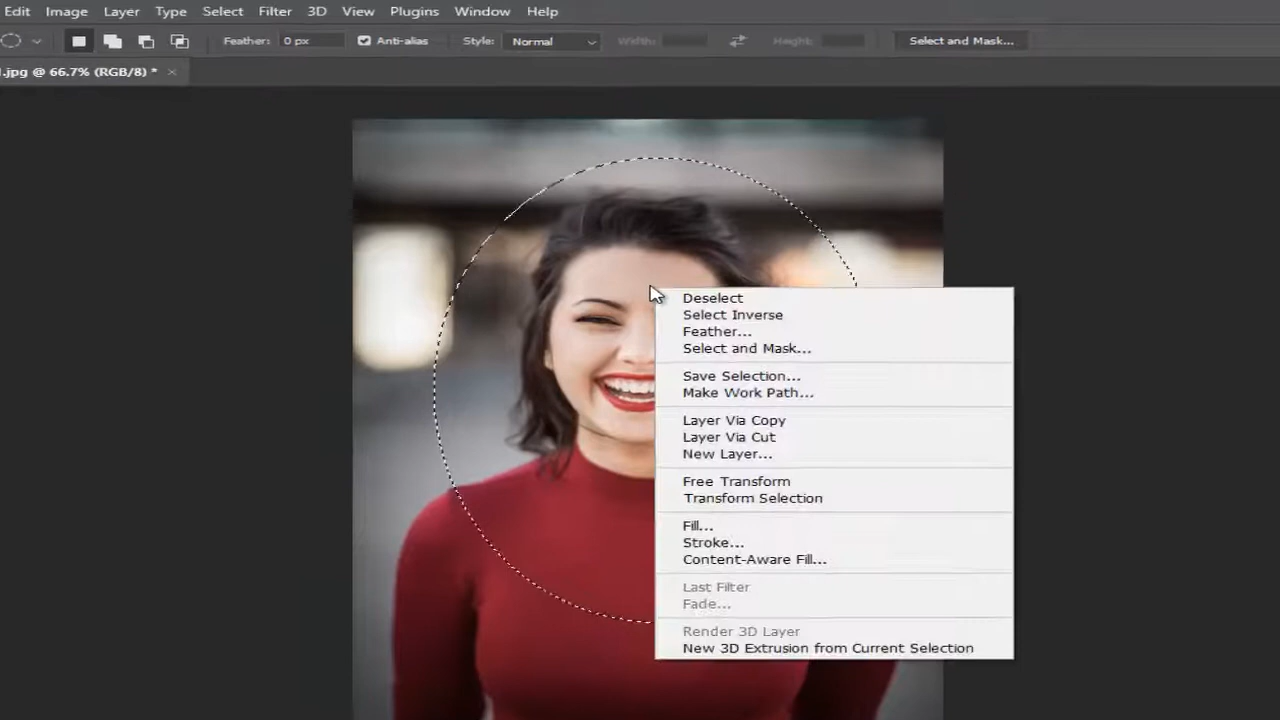 Edit Image Layer Type Select Filter 3D View Plugins Window Help
Feather: 0 px Anti-alias Style: Normal Width: Height: Select and Mask...
.jpg @ 66.7% (RGB/8) * ×
Deselect
Select Inverse
Feather...
Select and Mask...
Save Selection...
Make Work Path...
Layer Via Copy
Layer Via Cut
New Layer...
Free Transform
Transform Selection
Fill...
Stroke...
Content-Aware Fill...
Last Filter
Fade...
Render 3D Layer
New 3D Extrusion from Current Selection